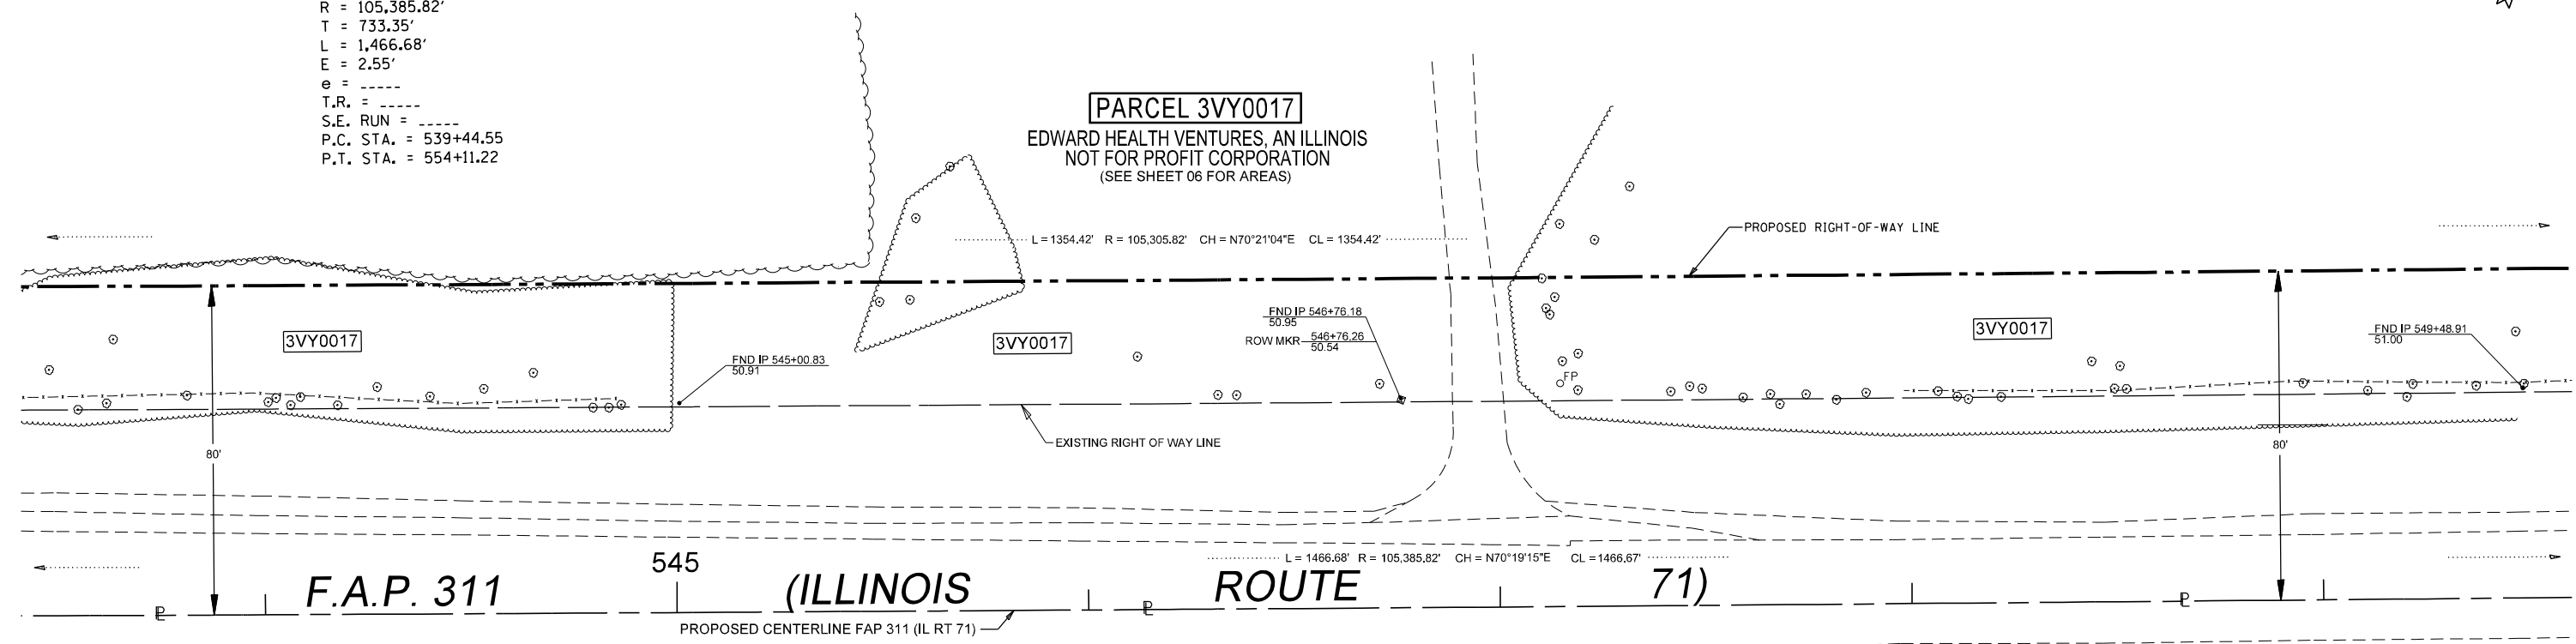 R = 105,385.82'
T = 733.35'
L = 1,466.68'
E = 2.55'
e = -----
T.R. = -----
S.E. RUN = -----
P.C. STA. = 539+44.55
P.T. STA. = 554+11.22
PARCEL 3VY0017
EDWARD HEALTH VENTURES, AN ILLINOIS
NOT FOR PROFIT CORPORATION
(SEE SHEET 06 FOR AREAS)
L = 1354.42' R = 105,305.82' CH = N70°21'04"E CL = 1354.42'
PROPOSED RIGHT-OF-WAY LINE
3VY0017
FND IP 545+00.83
50.91
3VY0017
FND IP 546+76.18
50.95
ROW MKR 546+76.26
50.54
FP
3VY0017
FND IP 549+48.91
51.00
EXISTING RIGHT OF WAY LINE
80'
80'
L = 1466.68' R = 105,385.82' CH = N70°19'15"E CL =1466.67'
545
F.A.P. 311 (ILLINOIS ROUTE 71)
PROPOSED CENTERLINE FAP 311 (IL RT 71)